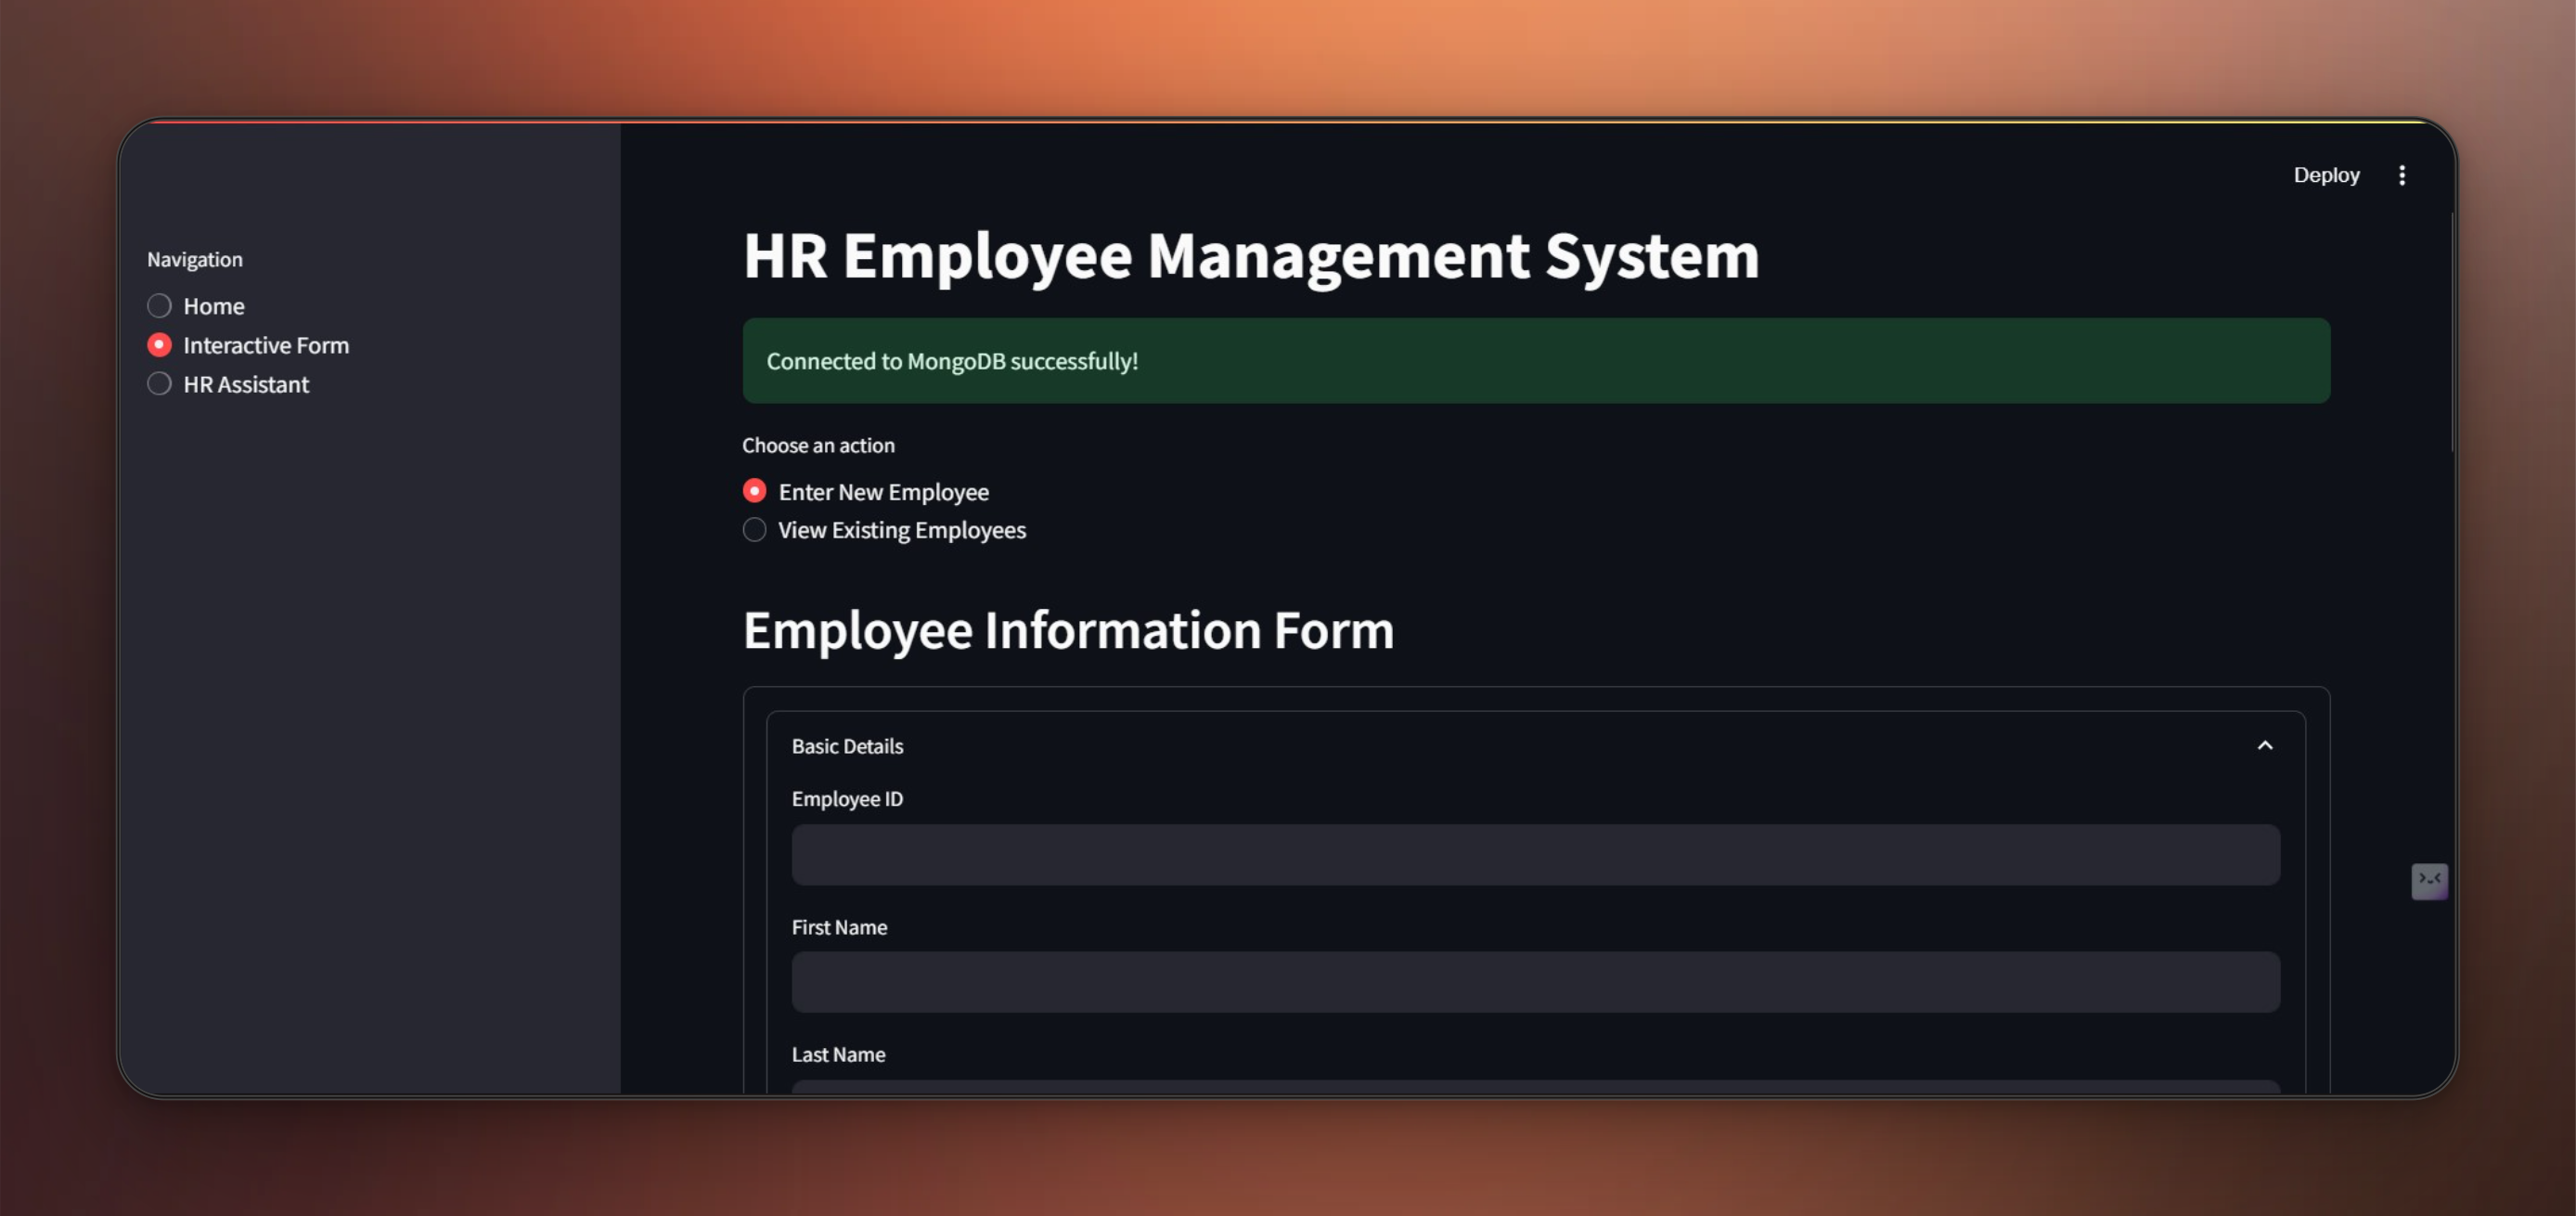 Deploy
Navigation
Home
Interactive Form
HR Assistant
HR Employee Management System
Connected to MongoDB successfully!
Choose an action
Enter New Employee
View Existing Employees
Employee Information Form
Basic Details
Employee ID
First Name
Last Name